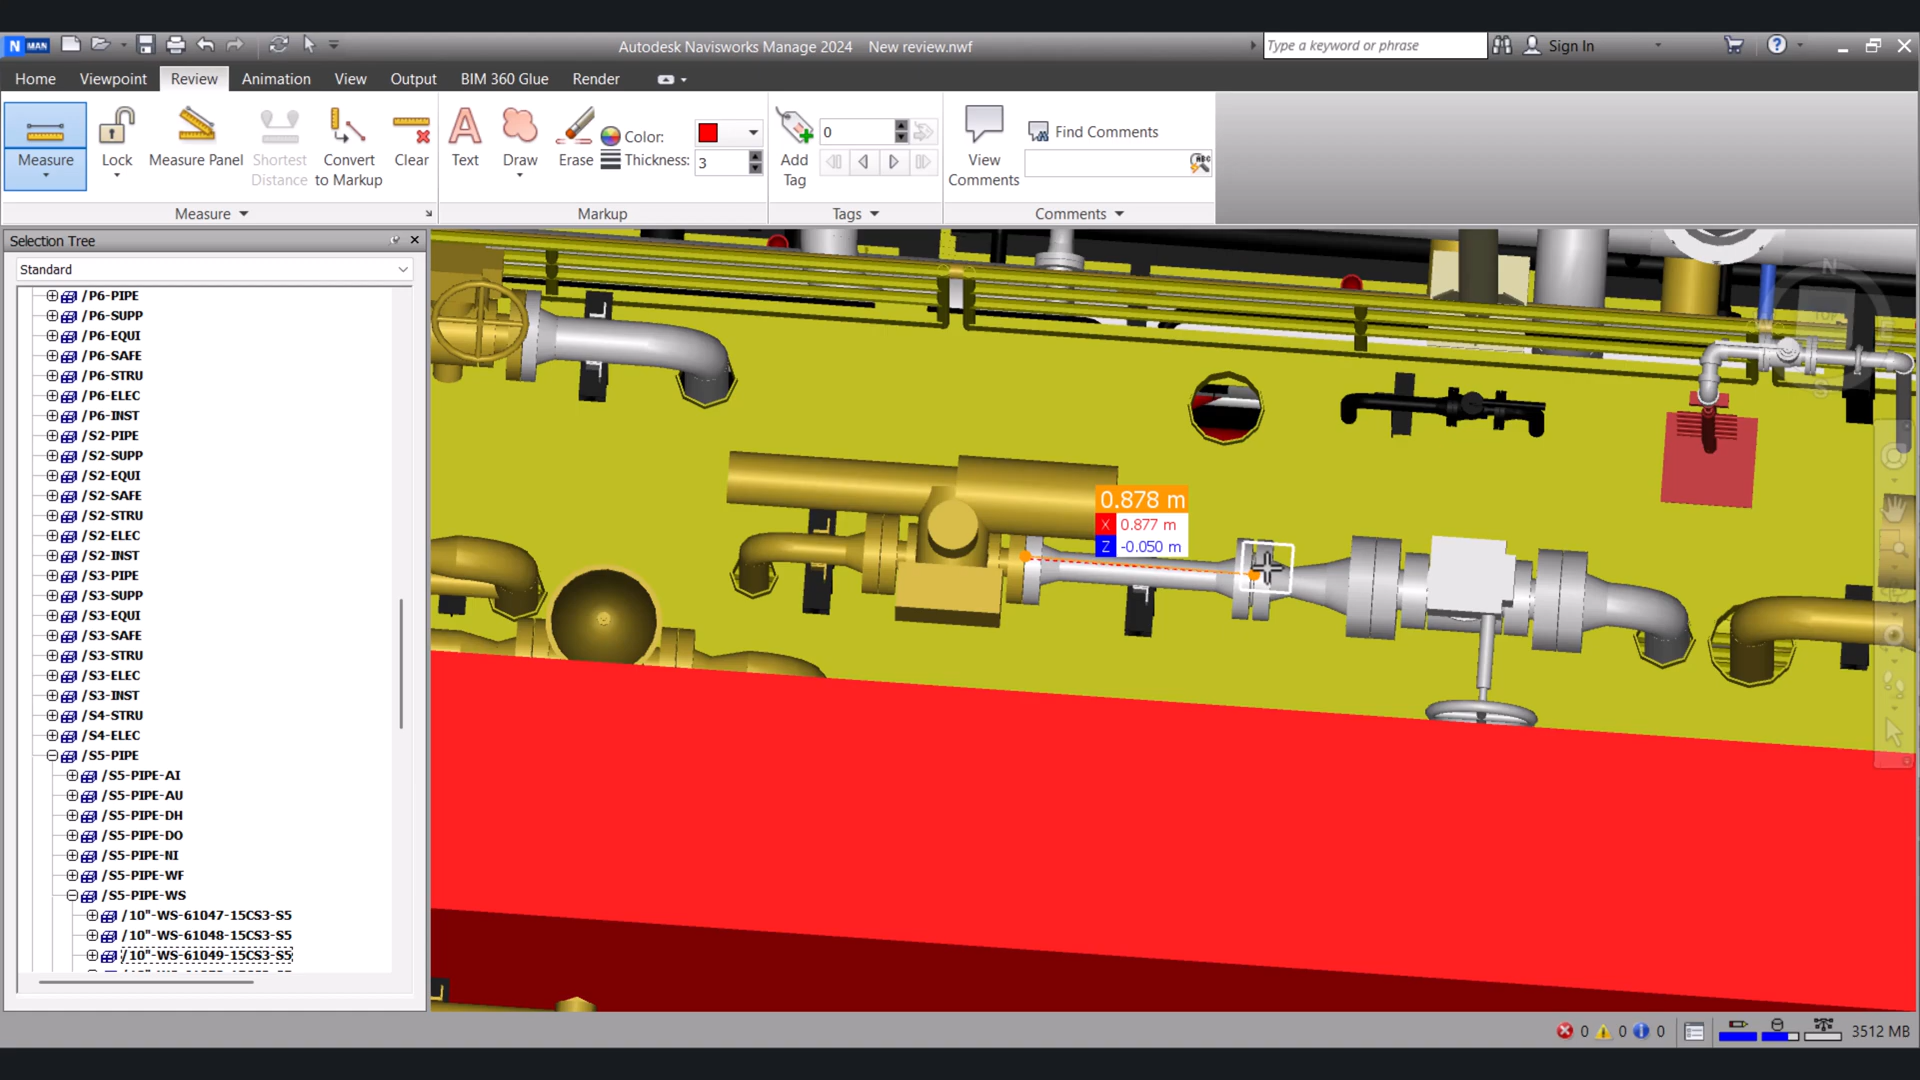 N MAN
Autodesk Navisworks Manage 2024 New review.nwf
Type a keyword or phrase
Sign In
Home Viewpoint Review Animation View Output BIM 360 Glue Render
Measure
Lock
Measure Panel
Shortest
Distance
Convert
to Markup
Clear
Text
Draw
Erase
Color:
Thickness: 3
Add
Tag
0
View
Comments
Find Comments
Measure
Markup
Tags
Comments
Selection Tree
Standard
/P6-PIPE
/P6-SUPP
/P6-EQUI
/P6-SAFE
/P6-STRU
/P6-ELEC
/P6-INST
/S2-PIPE
/S2-SUPP
/S2-EQUI
/S2-SAFE
/S2-STRU
/S2-ELEC
/S2-INST
/S3-PIPE
/S3-SUPP
/S3-EQUI
/S3-SAFE
/S3-STRU
/S3-ELEC
/S3-INST
/S4-STRU
/S4-ELEC
/S5-PIPE
/S5-PIPE-AI
/S5-PIPE-AU
/S5-PIPE-DH
/S5-PIPE-DO
/S5-PIPE-NI
/S5-PIPE-WF
/S5-PIPE-WS
/10"-WS-61047-15CS3-S5
/10"-WS-61048-15CS3-S5
/10"-WS-61049-15CS3-S5
0.878 m
X 0.877 m
Z -0.050 m
N
TOP
E
S
0 0 0 3512 MB